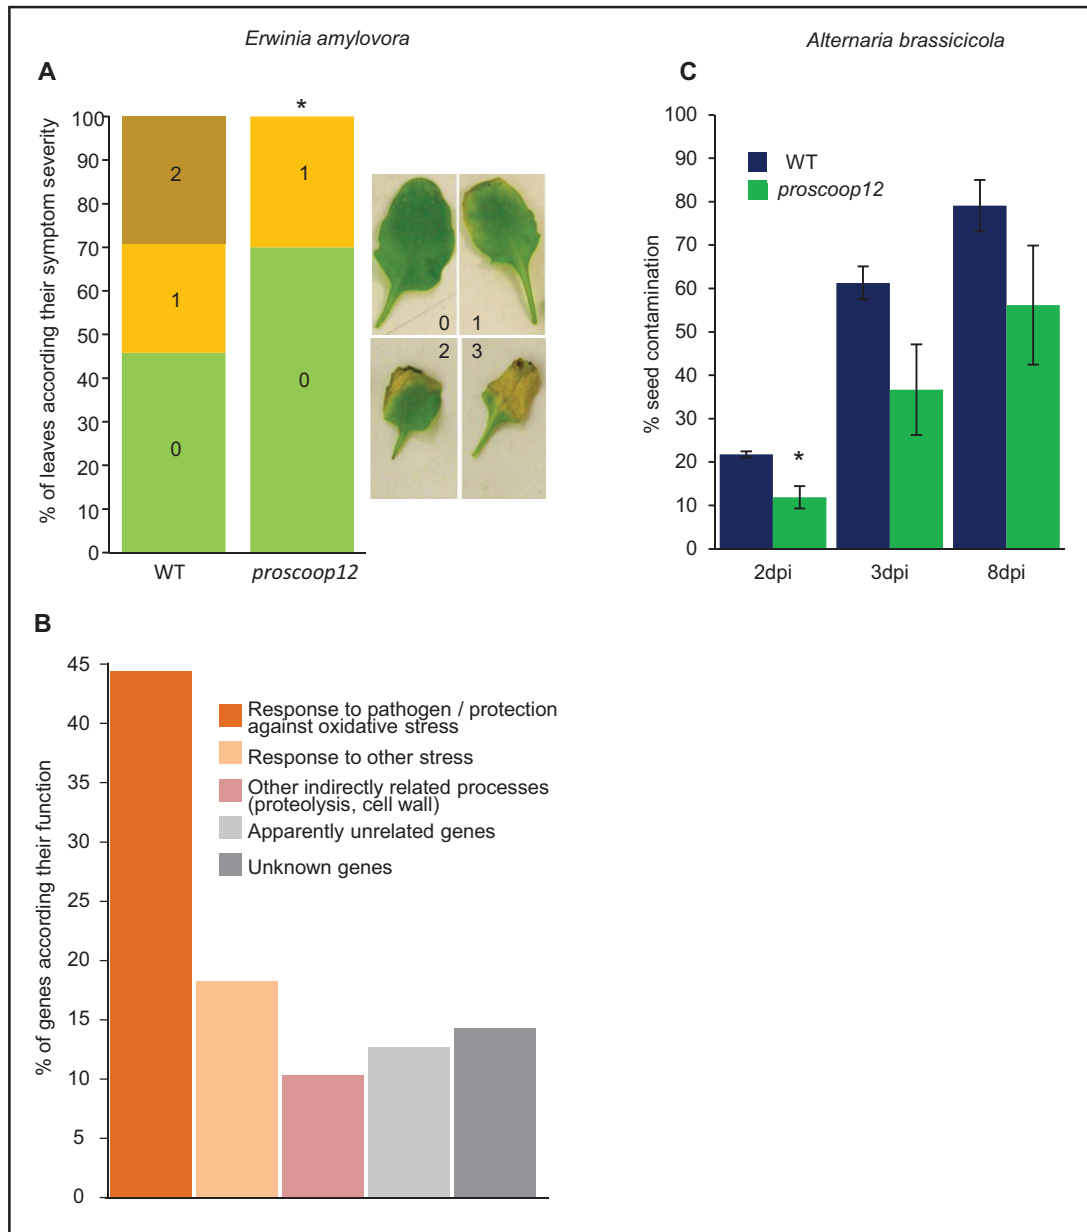 Erwinia amylovora
Alternaria brassicicola
A
*
% of leaves according their symptom severity
100
90
80
70
60
50
40
30
20
10
0
2
1
0
1
0
WT
proscoop12
0
1
2
3
C
% seed contamination
100
90
80
70
60
50
40
30
20
10
0
WT
proscoop12
*
2dpi
3dpi
8dpi
B
% of genes according their function
45
40
35
30
25
20
15
10
5
0
Response to pathogen / protection
against oxidative stress
Response to other stress
Other indirectly related processes
(proteolysis, cell wall)
Apparently unrelated genes
Unknown genes